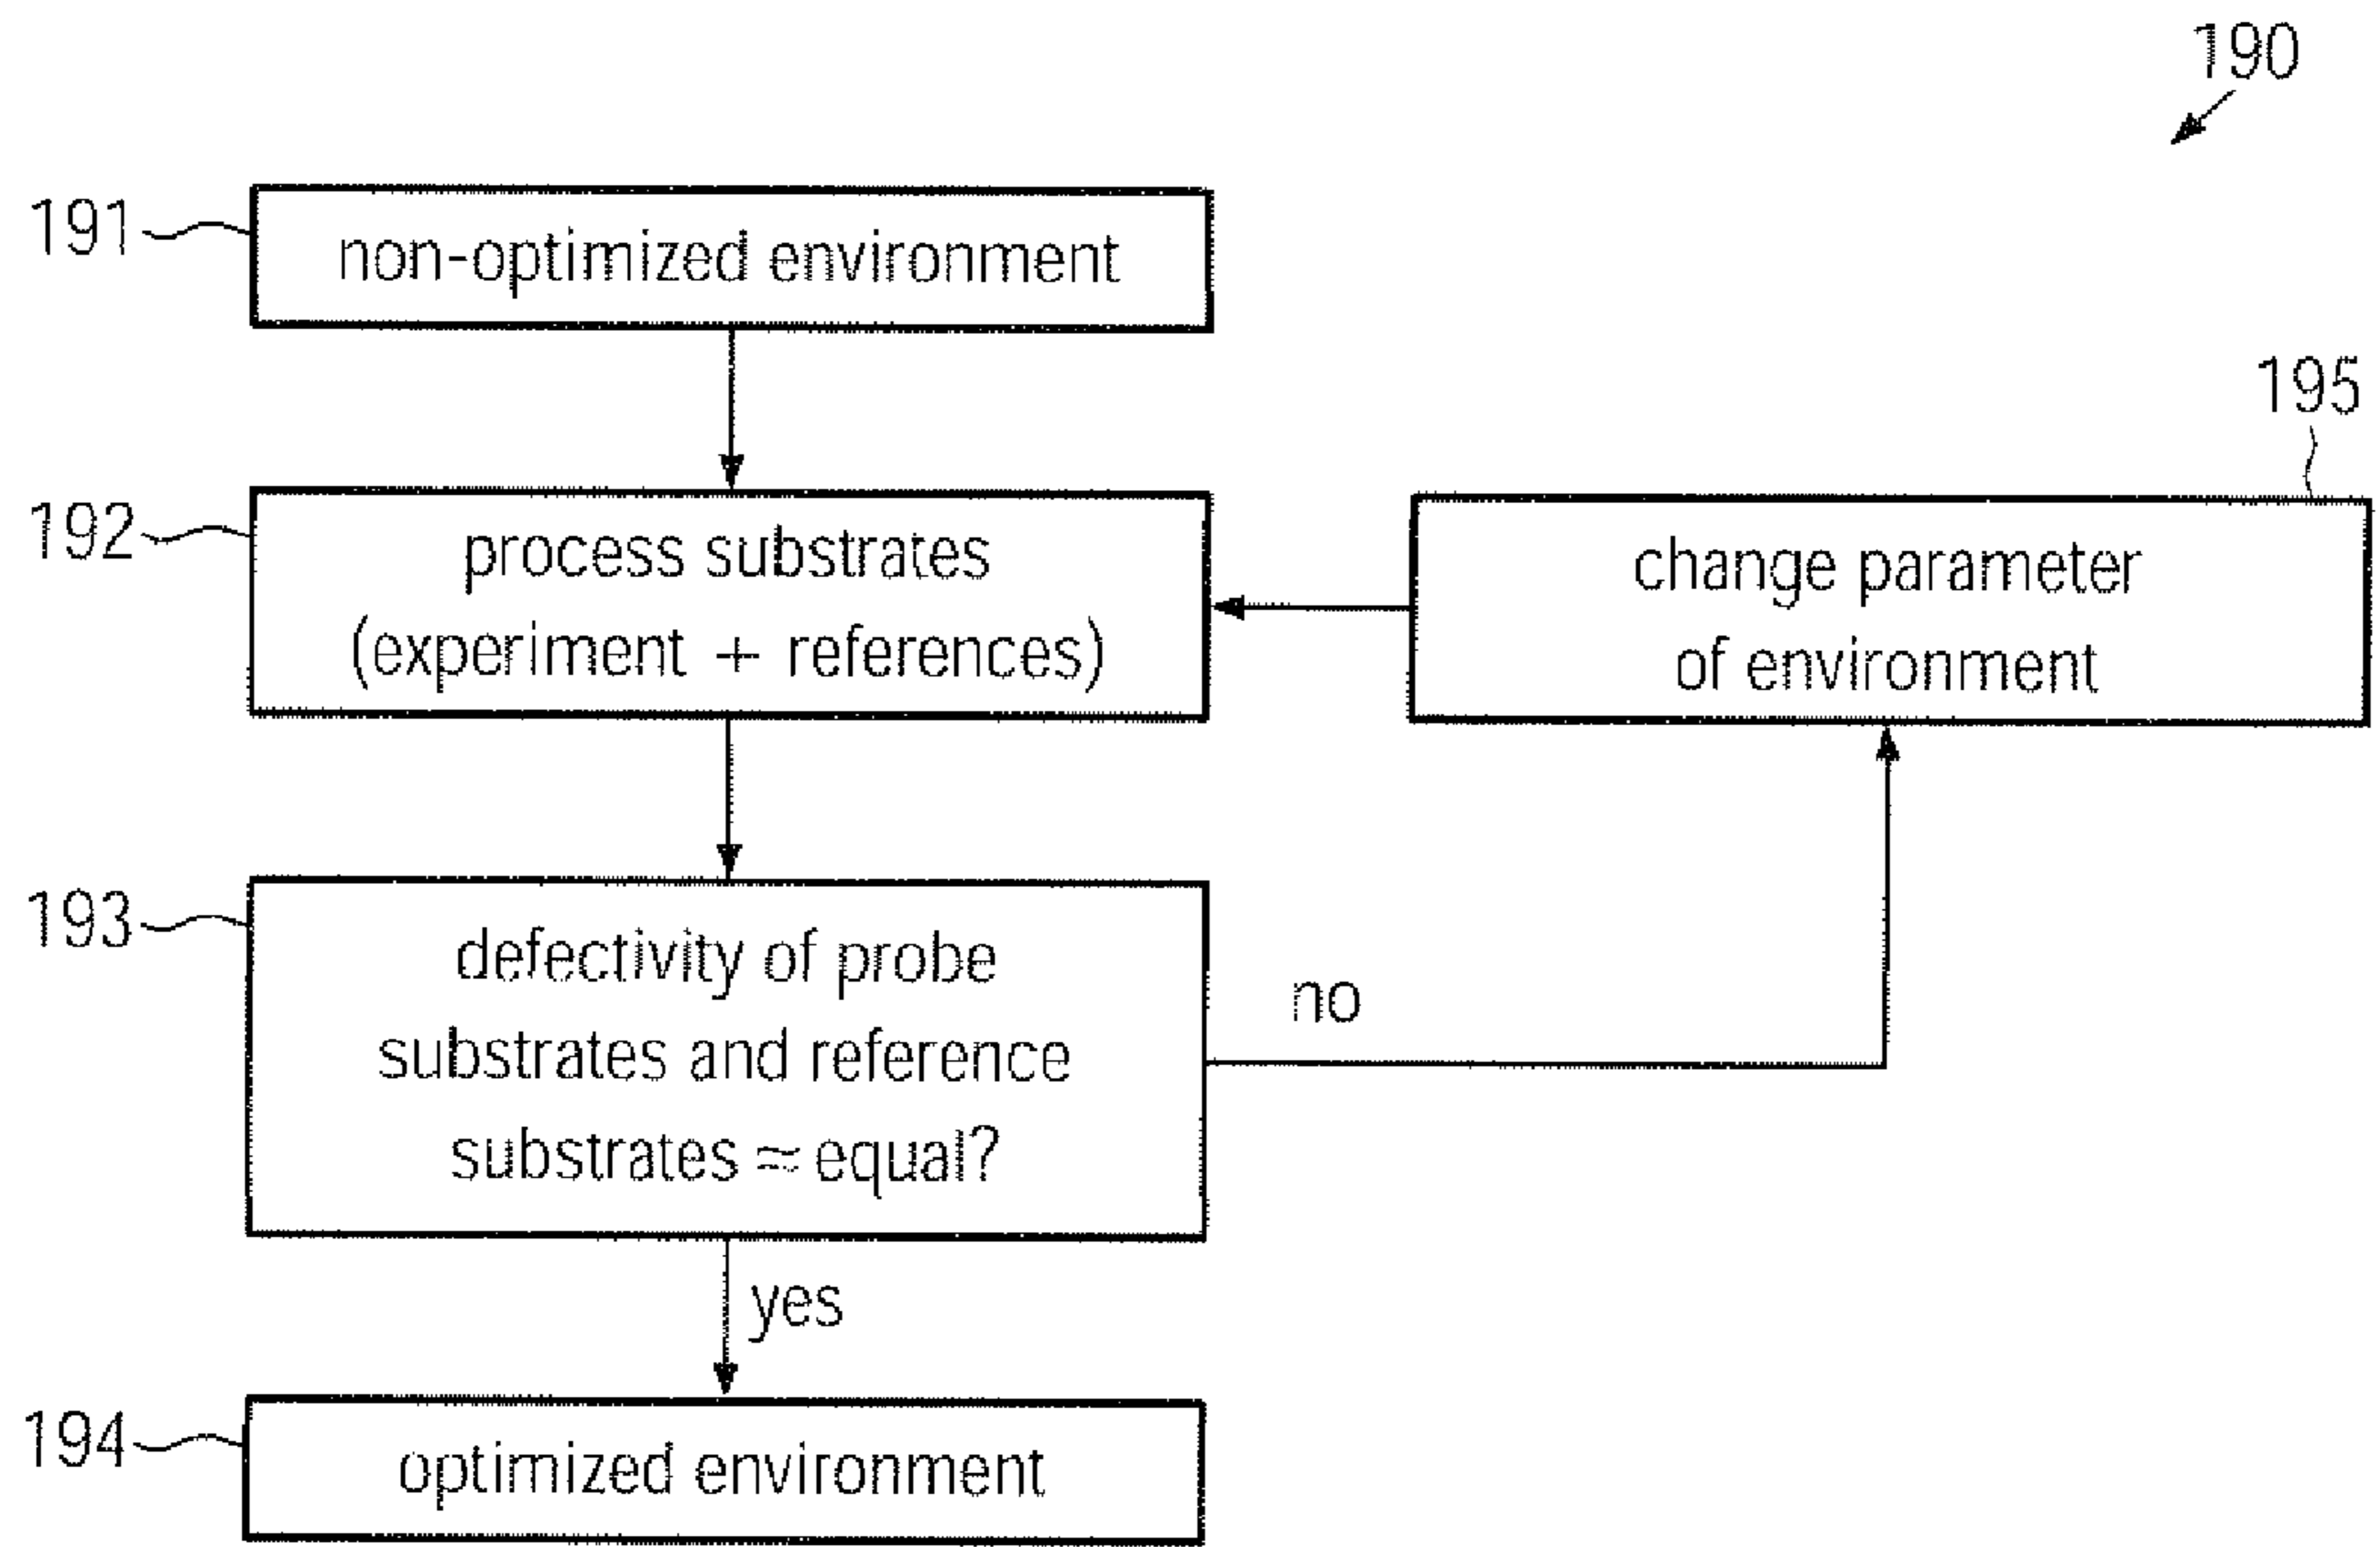 190
191
non-optimized environment
195
192
process substrates
(experiment + references)
change parameter
of environment
193
defectivity of probe
substrates and reference
substrates ≈ equal?
no
yes
194
optimized environment